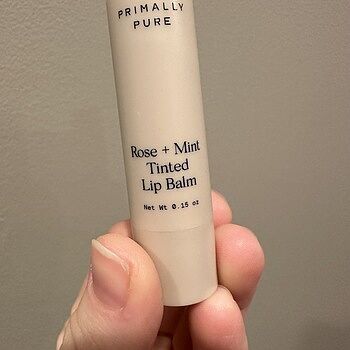 PRIMALLY
PURE
Rose + Mint
Tinted
Lip Balm
Net Wt 0.15 oz